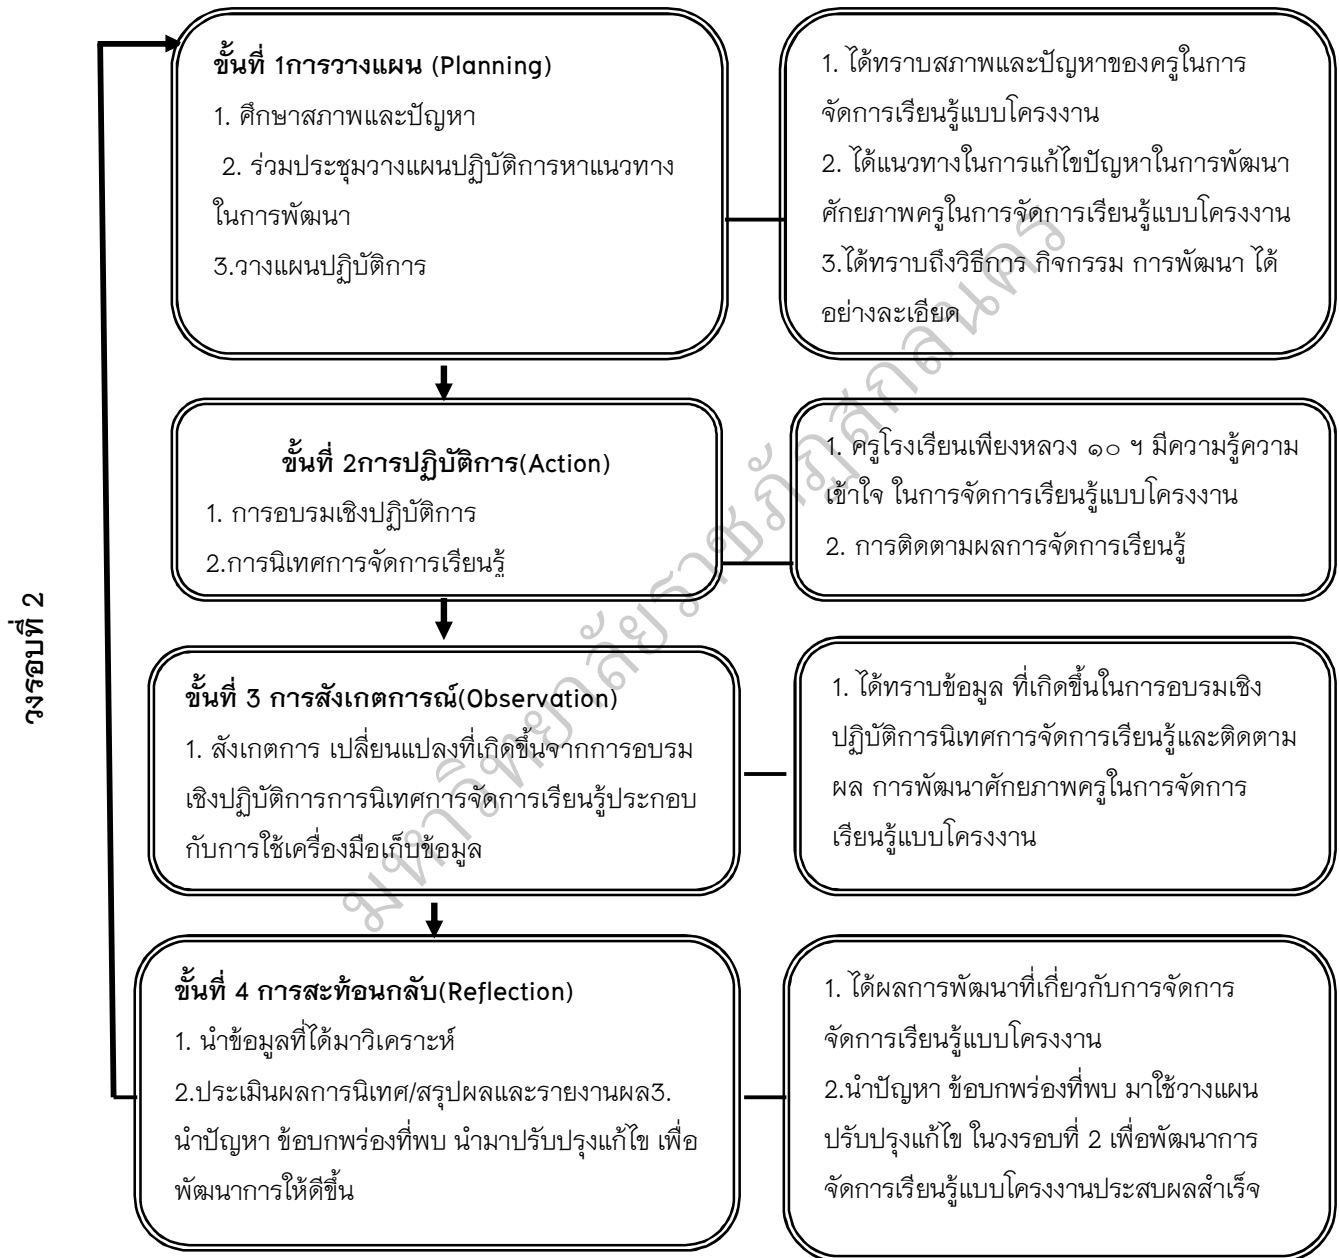 ขั้นที่ 1การวางแผน (Planning)
1. ศึกษาสภาพและปัญหา
2. ร่วมประชุมวางแผนปฏิบัติการหาแนวทาง
ในการพัฒนา
3.วางแผนปฏิบัติการ
1. ได้ทราบสภาพและปัญหาของครูในการ
จัดการเรียนรู้แบบโครงงาน
2. ได้แนวทางในการแก้ไขปัญหาในการพัฒนา
ศักยภาพครูในการจัดการเรียนรู้แบบโครงงาน
3.ได้ทราบถึงวิธีการ กิจกรรม การพัฒนา ได้
อย่างละเอียด
ขั้นที่ 2การปฏิบัติการ(Action)
1. การอบรมเชิงปฏิบัติการ
2.การนิเทศการจัดการเรียนรู้
1. ครูโรงเรียนเพียงหลวง ๑๐ ฯ มีความรู้ความ
เข้าใจ ในการจัดการเรียนรู้แบบโครงงาน
2. การติดตามผลการจัดการเรียนรู้
วงรอบที่ 2
ขั้นที่ 3 การสังเกตการณ์(Observation)
1. สังเกตการ เปลี่ยนแปลงที่เกิดขึ้นจากการอบรม
เชิงปฏิบัติการการนิเทศการจัดการเรียนรู้ประกอบ
กับการใช้เครื่องมือเก็บข้อมูล
1. ได้ทราบข้อมูล ที่เกิดขึ้นในการอบรมเชิง
ปฏิบัติการนิเทศการจัดการเรียนรู้และติดตาม
ผล การพัฒนาศักยภาพครูในการจัดการ
เรียนรู้แบบโครงงาน
ขั้นที่ 4 การสะท้อนกลับ(Reflection)
1. นำข้อมูลที่ได้มาวิเคราะห์
2.ประเมินผลการนิเทศ/สรุปผลและรายงานผล3.
นำปัญหา ข้อบกพร่องที่พบ นำมาปรับปรุงแก้ไข เพื่อ
พัฒนาการให้ดีขึ้น
1. ได้ผลการพัฒนาที่เกี่ยวกับการจัดการ
จัดการเรียนรู้แบบโครงงาน
2.นำปัญหา ข้อบกพร่องที่พบ มาใช้วางแผน
ปรับปรุงแก้ไข ในวงรอบที่ 2 เพื่อพัฒนาการ
จัดการเรียนรู้แบบโครงงานประสบผลสำเร็จ
มหาวิทยาลัยราชภัฏสกลนคร